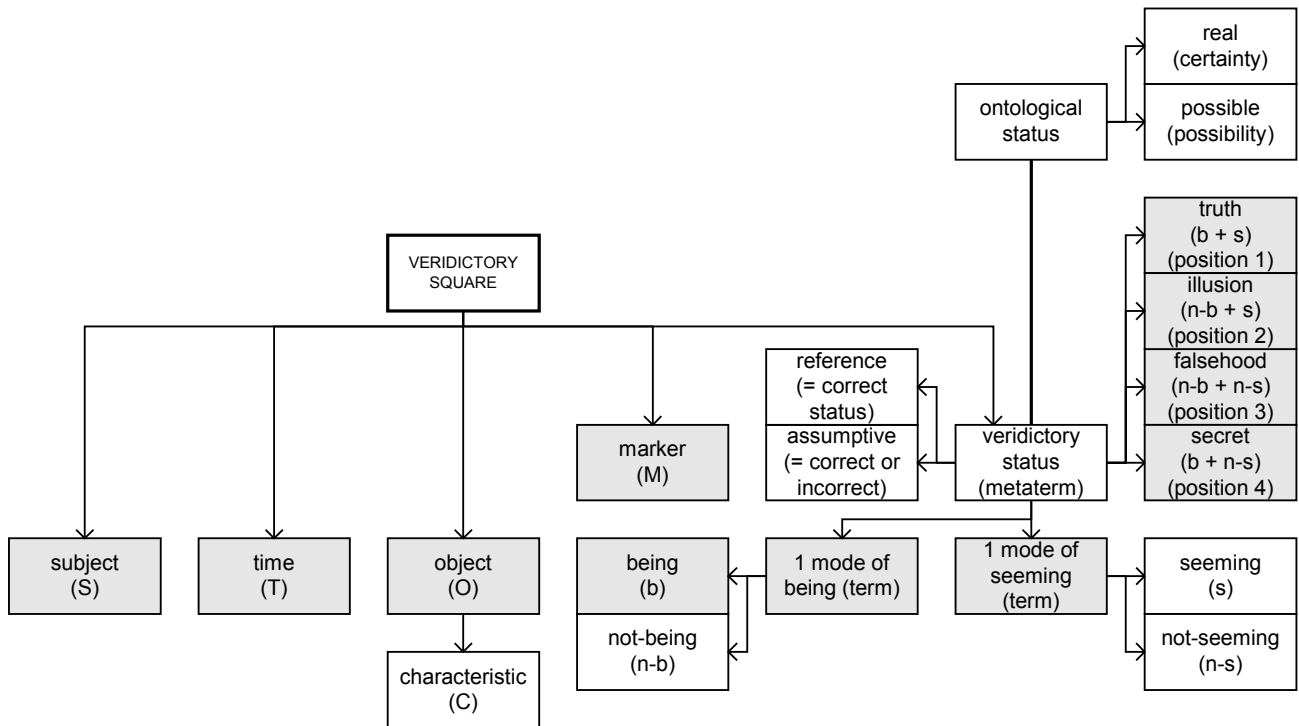 real
(certainty)
ontological
status
possible
(possibility)
truth
(b + s)
(position 1)
VERIDICTORY
SQUARE
illusion
(n-b + s)
(position 2)
reference
(= correct
status)
falsehood
(n-b + n-s)
(position 3)
marker
(M)
assumptive
(= correct or
incorrect)
veridictory
status
(metaterm)
secret
(b + n-s)
(position 4)
subject
(S)
time
(T)
object
(O)
being
(b)
1 mode of
being (term)
1 mode of
seeming
(term)
seeming
(s)
not-being
(n-b)
not-seeming
(n-s)
characteristic
(C)